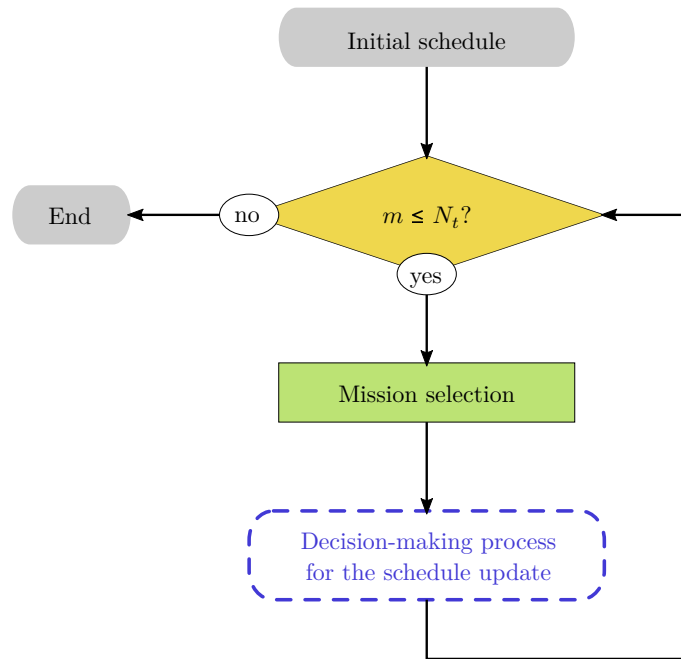 Initial schedule
End
no
m ≤ N_t?
yes
Mission selection
Decision-making process
for the schedule update